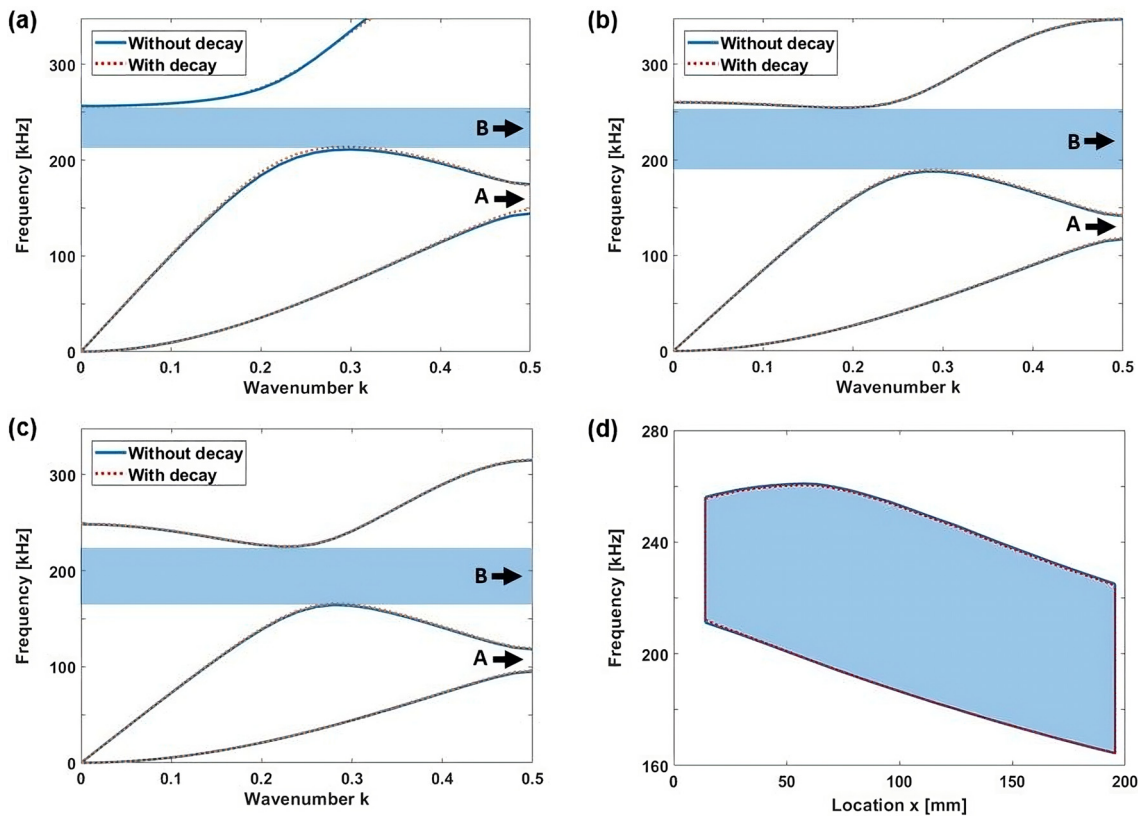 (a)
Without decay
With decay
300
200
100
0
B
A
Frequency [kHz]
0
0.1
0.2
0.3
0.4
0.5
Wavenumber k
(b)
Without decay
With decay
300
200
100
0
B
A
Frequency [kHz]
0
0.1
0.2
0.3
0.4
0.5
Wavenumber k
(c)
Without decay
With decay
300
200
100
0
B
A
Frequency [kHz]
0
0.1
0.2
0.3
0.4
0.5
Wavenumber k
(d)
280
240
200
160
Frequency [kHz]
0
50
100
150
200
Location x [mm]